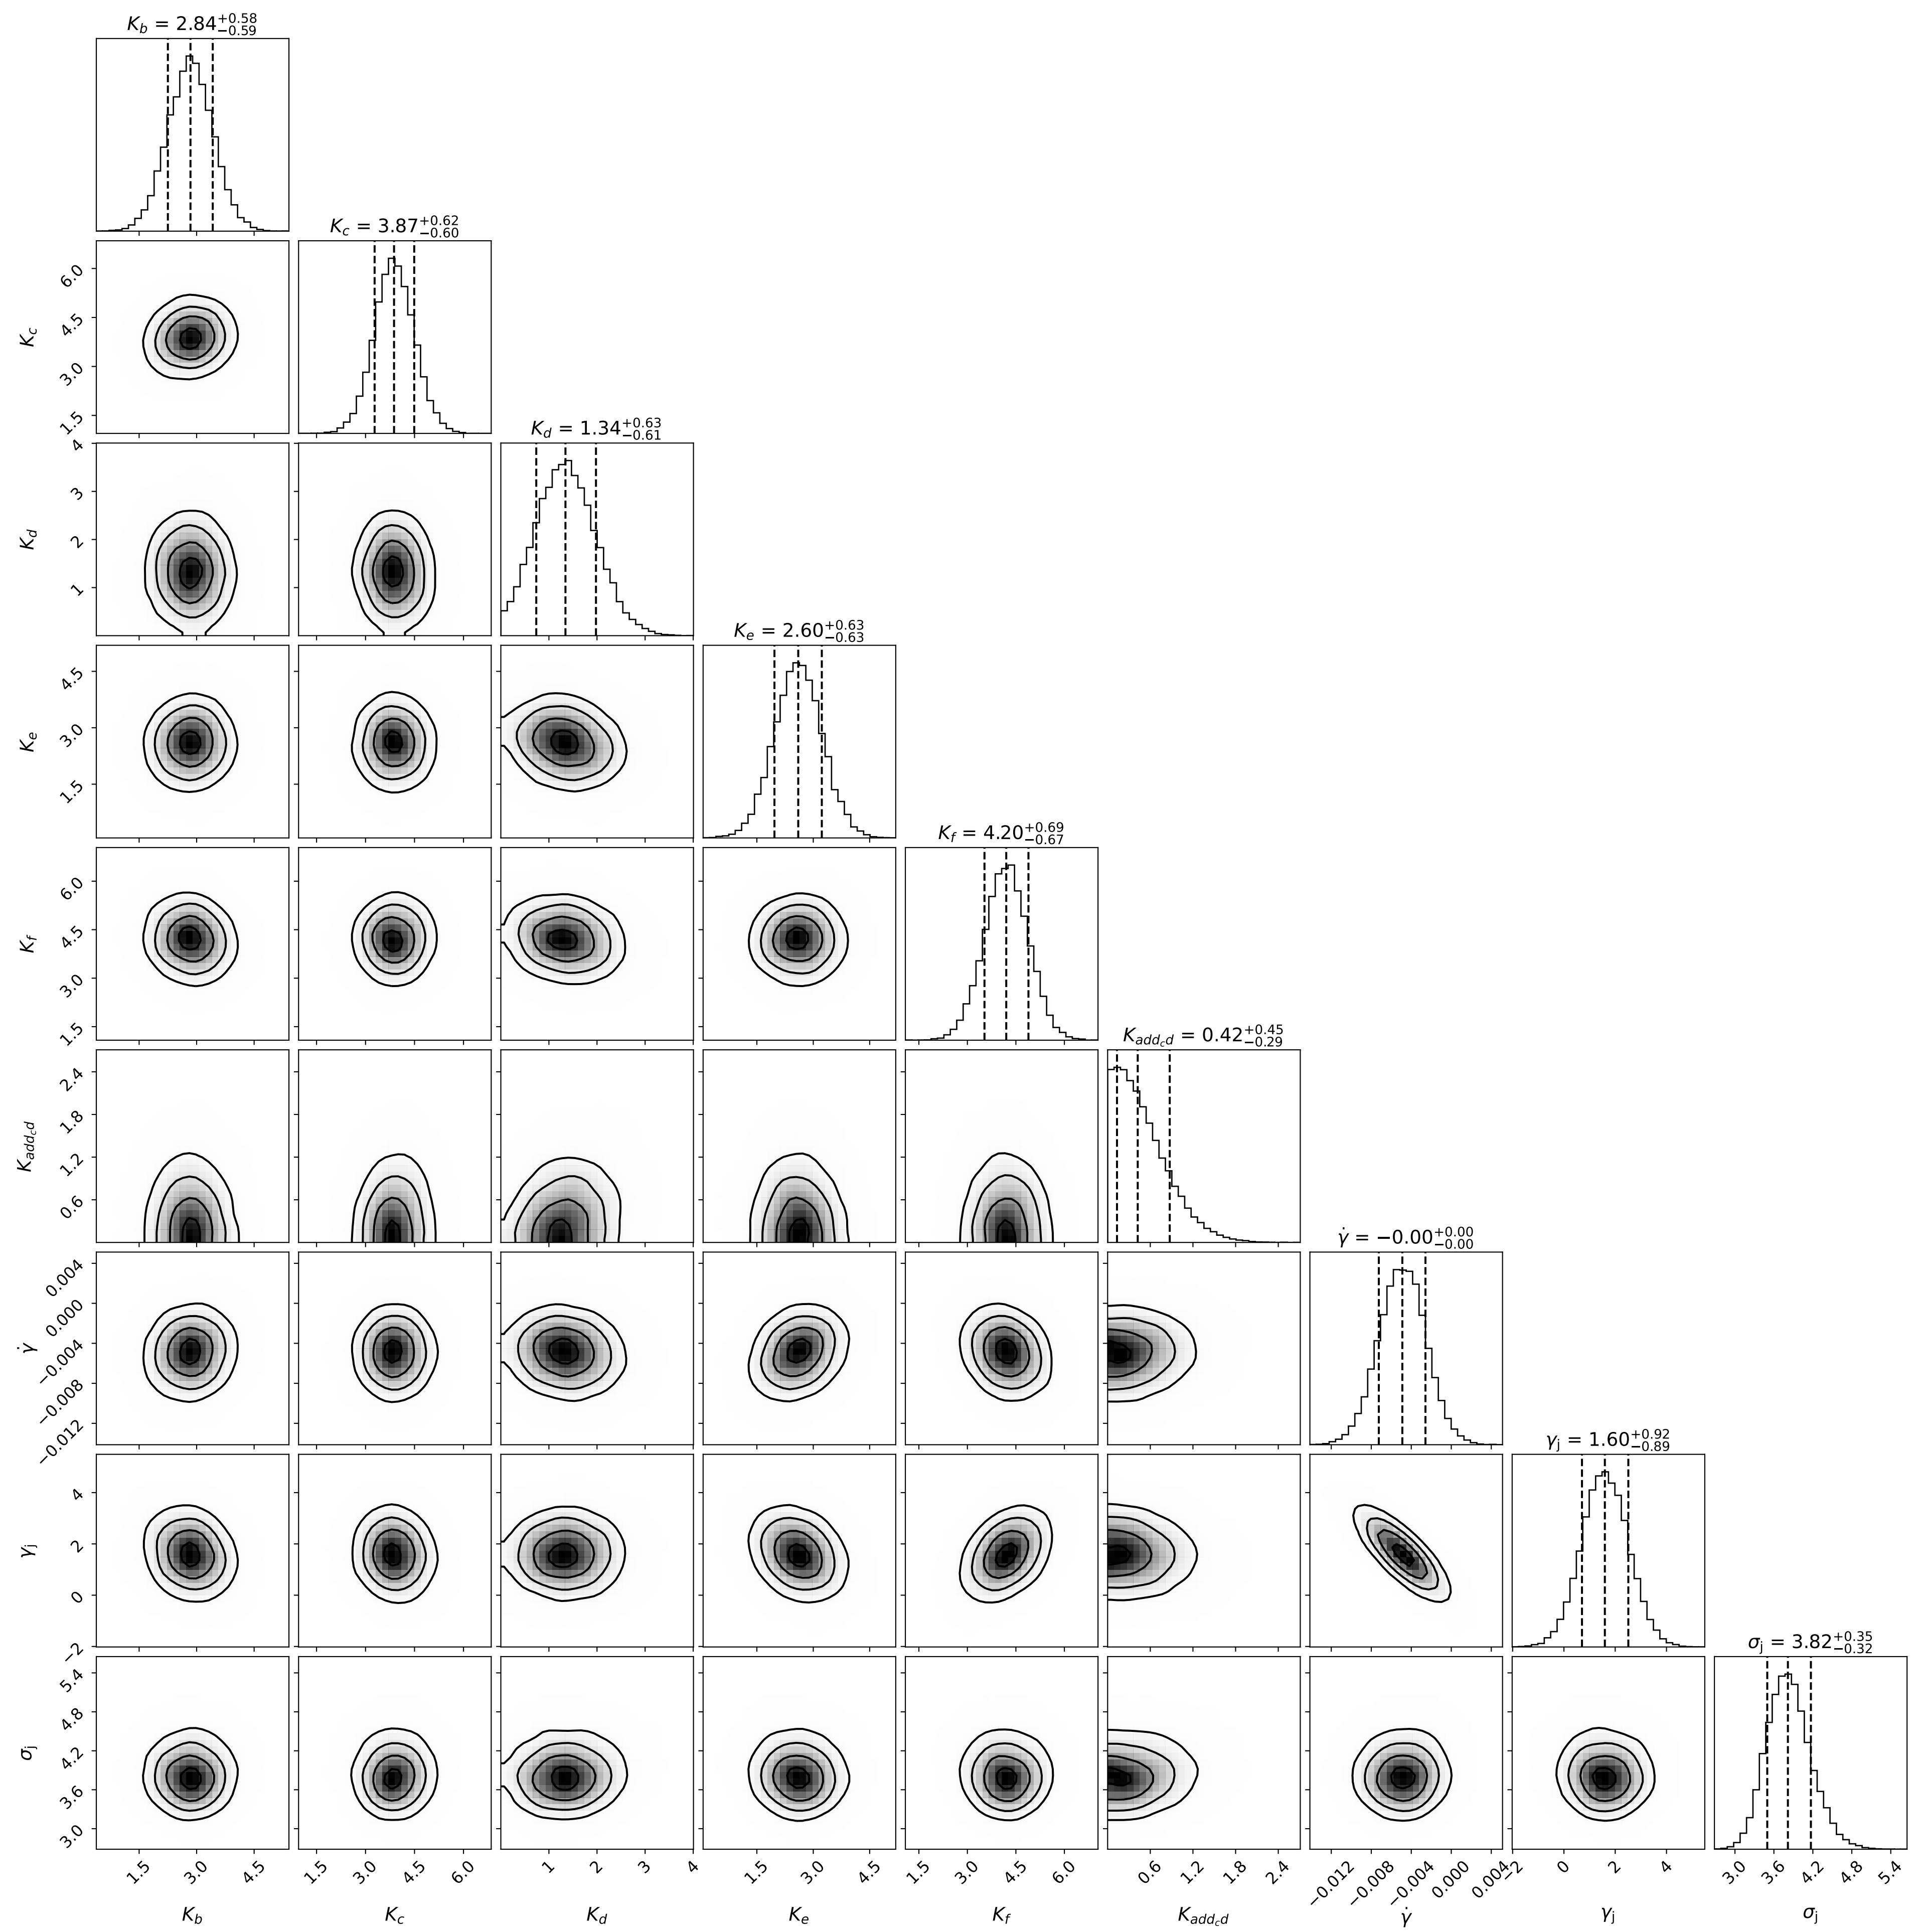 K_b = 2.84^{+0.58}_{-0.59}
K_c = 3.87^{+0.62}_{-0.60}
6.0
4.5
3.0
1.5
K_c
K_d = 1.34^{+0.63}_{-0.61}
4
3
2
1
K_d
K_e = 2.60^{+0.63}_{-0.63}
4.5
3.0
1.5
K_e
K_f = 4.20^{+0.69}_{-0.67}
6.0
4.5
3.0
1.5
K_f
K_{add_cd} = 0.42^{+0.45}_{-0.29}
2.4
1.8
1.2
0.6
K_{add_cd}
γ̇ = −0.00^{+0.00}_{-0.00}
0.004
0.000
−0.004
−0.008
−0.012
γ̇
γ_j = 1.60^{+0.92}_{-0.89}
4
2
0
−2
γ_j
σ_j = 3.82^{+0.35}_{-0.32}
5.4
4.8
4.2
3.6
3.0
σ_j
1.5 3.0 4.5 1.5 3.0 4.5 6.0 1 2 3 4 1.5 3.0 4.5 1.5 3.0 4.5 6.0 0.6 1.2 1.8 2.4 −0.012 −0.008 −0.004 0.000 0.004 −2 0 2 4 3.0 3.6 4.2 4.8 5.4
K_b K_c K_d K_e K_f K_{add_cd} γ̇ γ_j σ_j